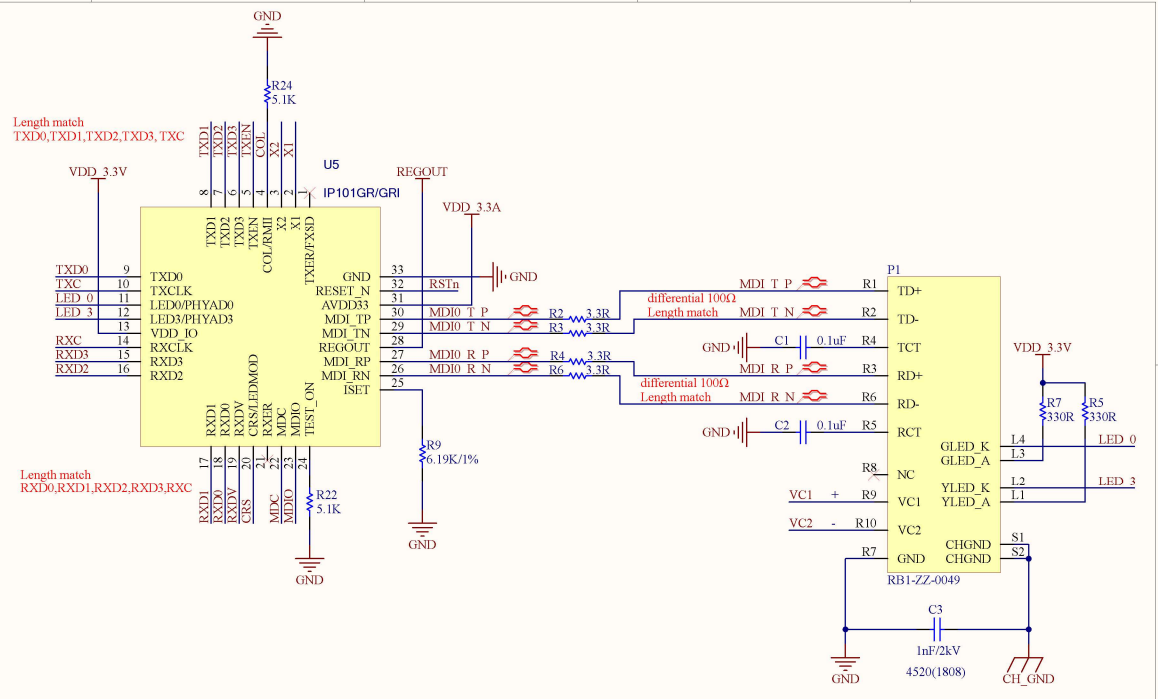 GND
R24
5.1K
Length match
TXD0,TXD1,TXD2,TXD3, TXC
TXD1
TXD2
TXD3
TXEN
COL
X2
X1
U5
IP101GR/GRI
VDD_3.3V
REGOUT
VDD_3.3A
8
7
6
5
4
3
2
1
TXD1
TXD2
TXD3
TXEN
COL/RMII
X2
X1
TXER/FXSD
TXD0 9 TXD0
TXC 10 TXCLK
LED_0 11 LED0/PHYAD0
LED_3 12 LED3/PHYAD3
13 VDD_IO
RXC 14 RXCLK
RXD3 15 RXD3
RXD2 16 RXD2
GND 33 GND
RESET_N 32 RSTn
AVDD33 31
MDI_TP 30 MDI0_T_P R2 3.3R
MDI_TN 29 MDI0_T_N R3 3.3R
REGOUT 28
MDI_RP 27 MDI0_R_P R4 3.3R
MDI_RN 26 MDI0_R_N R6 3.3R
ISET 25
RXD1
RXD0
RXDV
CRS/LEDMOD
RXER
MDC
MDIO
TEST_ON
17
18
19
20
21
22
23
24
RXD1
RXD0
RXDV
CRS
MDC
MDIO
Length match
RXD0,RXD1,RXD2,RXD3,RXC
R22
5.1K
GND
R9
6.19K/1%
GND
P1
MDI_T_P R1 TD+
differential 100Ω
Length match
MDI_T_N R2 TD-
GND C1 0.1uF R4 TCT
MDI_R_P R3 RD+
differential 100Ω
Length match
MDI_R_N R6 RD-
GND C2 0.1uF R5 RCT
R8 NC
VC1 + R9 VC1
VC2 - R10 VC2
R7 GND
VDD_3.3V
R7
330R
R5
330R
GLED_K L4 LED_0
GLED_A L3
YLED_K L2 LED_3
YLED_A L1
CHGND S1
CHGND S2
RB1-ZZ-0049
C3
1nF/2kV
4520(1808)
GND
CH_GND